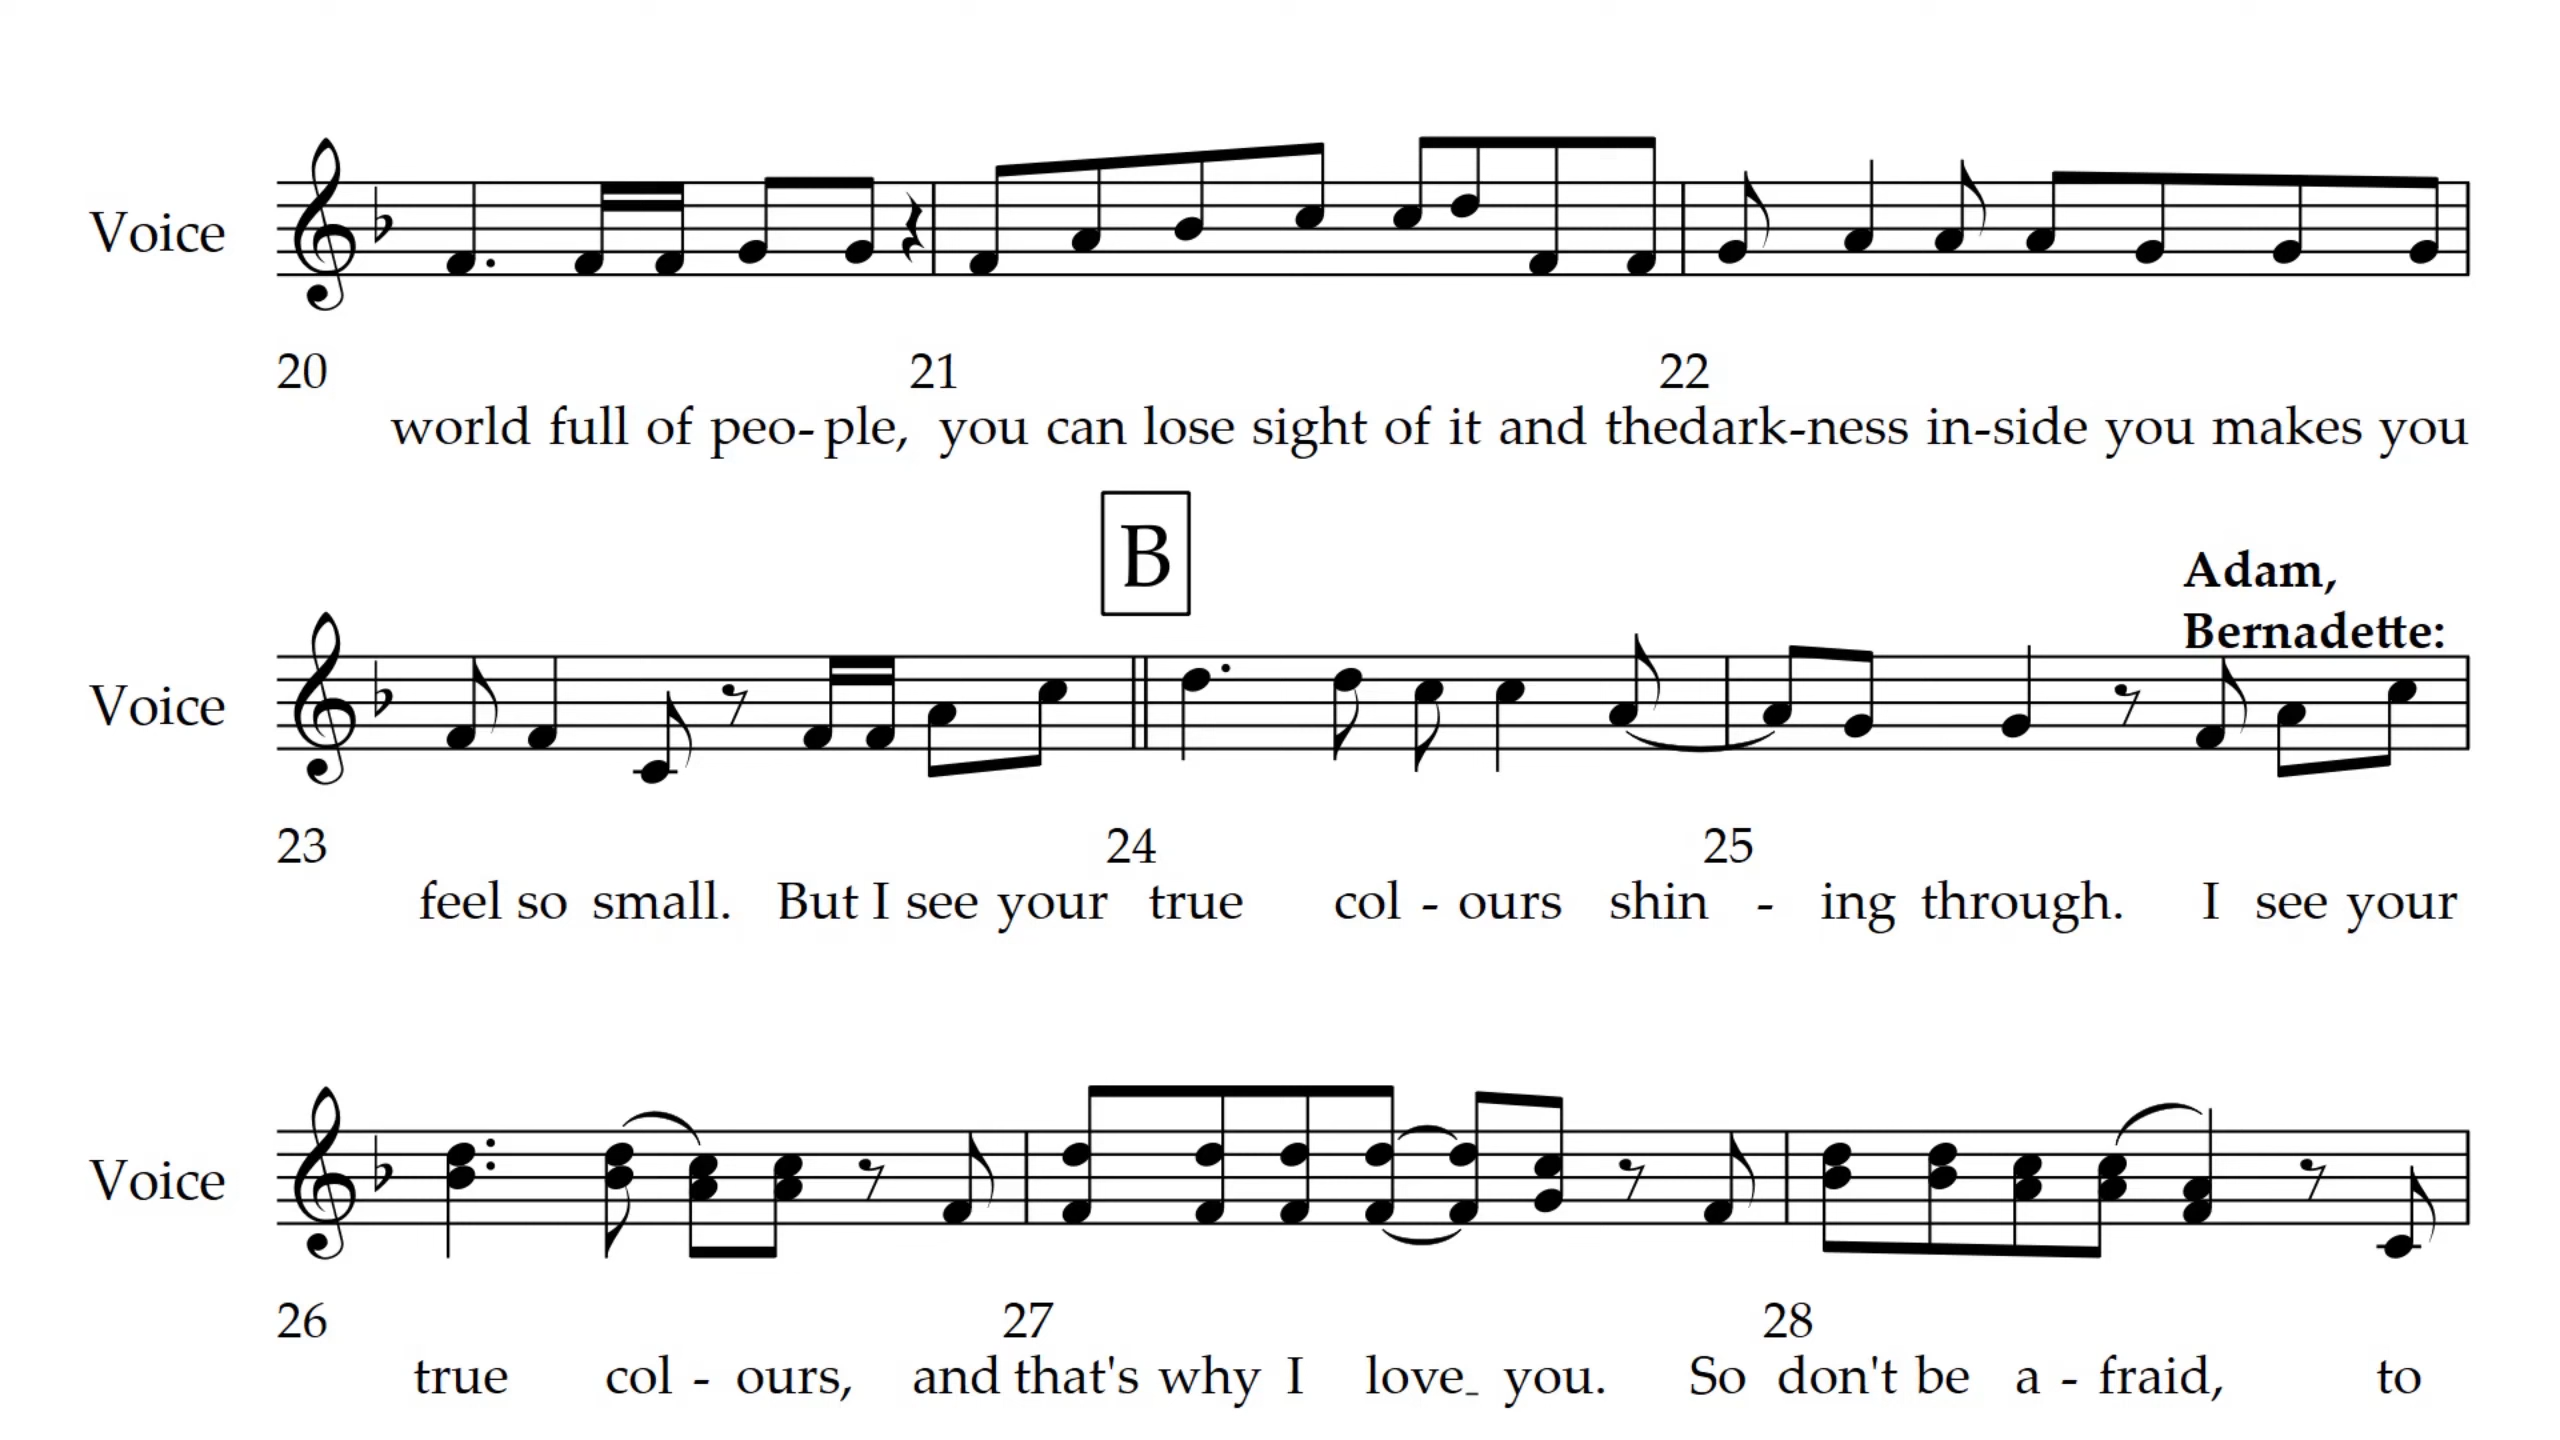 Voice
20 21 22
world full of peo- ple, you can lose sight of it and thedark-ness in-side you makes you
B
Adam,
Bernadette:
Voice
23 24 25
feel so small. But I see your true col - ours shin - ing through. I see your
Voice
26 27 28
true col - ours, and that's why I love_ you. So don't be a - fraid, to